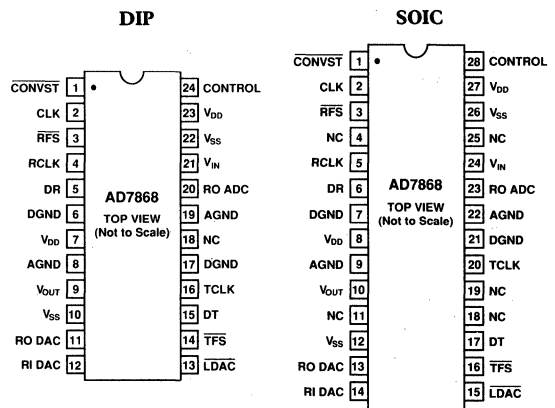 DIP
SOIC
CONVST 1
24 CONTROL
CLK 2
23 VDD
RFS 3
22 VSS
RCLK 4
21 VIN
DR 5
20 RO ADC
DGND 6
19 AGND
VDD 7
18 NC
AGND 8
17 DGND
VOUT 9
16 TCLK
VSS 10
15 DT
RO DAC 11
14 TFS
RI DAC 12
13 LDAC
AD7868
TOP VIEW
(Not to Scale)
CONVST 1
28 CONTROL
CLK 2
27 VDD
RFS 3
26 VSS
NC 4
25 NC
RCLK 5
24 VIN
DR 6
23 RO ADC
DGND 7
22 AGND
VDD 8
21 DGND
AGND 9
20 TCLK
VOUT 10
19 NC
NC 11
18 NC
VSS 12
17 DT
RO DAC 13
16 TFS
RI DAC 14
15 LDAC
AD7868
TOP VIEW
(Not to Scale)